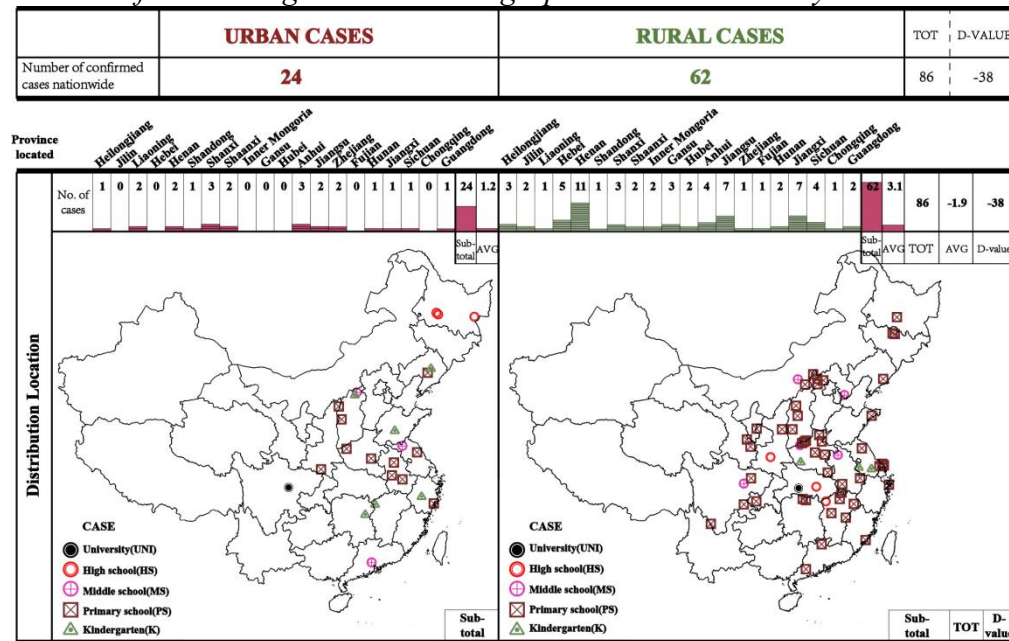 URBAN CASES RURAL CASES TOT D-VALUE
Number of confirmed
cases nationwide
24 62 86 -38
Province
located
Heilongjiang Jilin Liaoning Hebei Henan Shandong Shanxi Shaanxi Inner Mongoria Gansu Hubei Anhui Jiangsu Zhejiang Fujian Hunan Jiangxi Sichuan Chongqing Guangdong
Heilongjiang Jilin Liaoning Hebei Henan Shandong Shanxi Shaanxi Inner Mongoria Gansu Hubei Anhui Jiangsu Zhejiang Fujian Hunan Jiangxi Sichuan Chongqing Guangdong
No. of
cases
1 0 2 0 2 1 3 2 0 0 0 3 2 2 0 1 1 1 0 1 24 1.2
3 2 1 5 11 1 3 2 2 3 2 4 7 1 1 2 7 4 1 2 62 3.1
86 -1.9 -38
Sub-
total
AVG
Sub-
total
AVG TOT AVG D-value
Distribution Location
CASE
University(UNI)
High school(HS)
Middle school(MS)
Primary school(PS)
Kindergarten(K)
Sub-
total
CASE
University(UNI)
High school(HS)
Middle school(MS)
Primary school(PS)
Kindergarten(K)
Sub-
total
TOT
D-
value